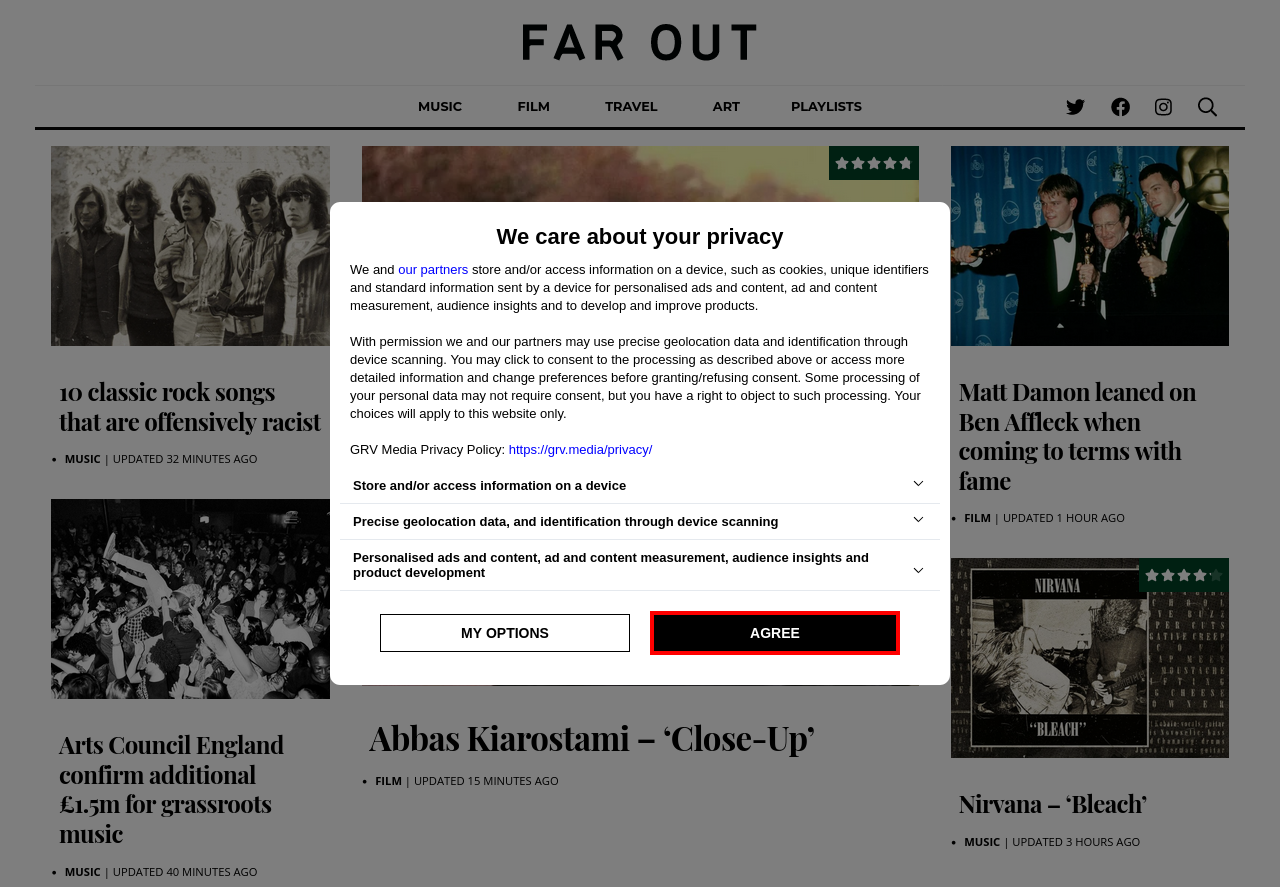 FAR OUT
MUSIC FILM TRAVEL ART PLAYLISTS
We care about your privacy
We and our partners store and/or access information on a device, such as cookies, unique identifiers
and standard information sent by a device for personalised ads and content, ad and content
measurement, audience insights and to develop and improve products.
With permission we and our partners may use precise geolocation data and identification through
device scanning. You may click to consent to the processing as described above or access more
detailed information and change preferences before granting/refusing consent. Some processing of
your personal data may not require consent, but you have a right to object to such processing. Your
choices will apply to this website only.
GRV Media Privacy Policy: https://grv.media/privacy/
Store and/or access information on a device
Precise geolocation data, and identification through device scanning
Personalised ads and content, ad and content measurement, audience insights and
product development
MY OPTIONS
AGREE
10 classic rock songs
that are offensively racist
• MUSIC | UPDATED 32 MINUTES AGO
Arts Council England
confirm additional
£1.5m for grassroots
music
• MUSIC | UPDATED 40 MINUTES AGO
Abbas Kiarostami – ‘Close-Up’
• FILM | UPDATED 15 MINUTES AGO
Matt Damon leaned on
Ben Affleck when
coming to terms with
fame
• FILM | UPDATED 1 HOUR AGO
NIRVANA
“BLEACH”
Nirvana – ‘Bleach’
• MUSIC | UPDATED 3 HOURS AGO